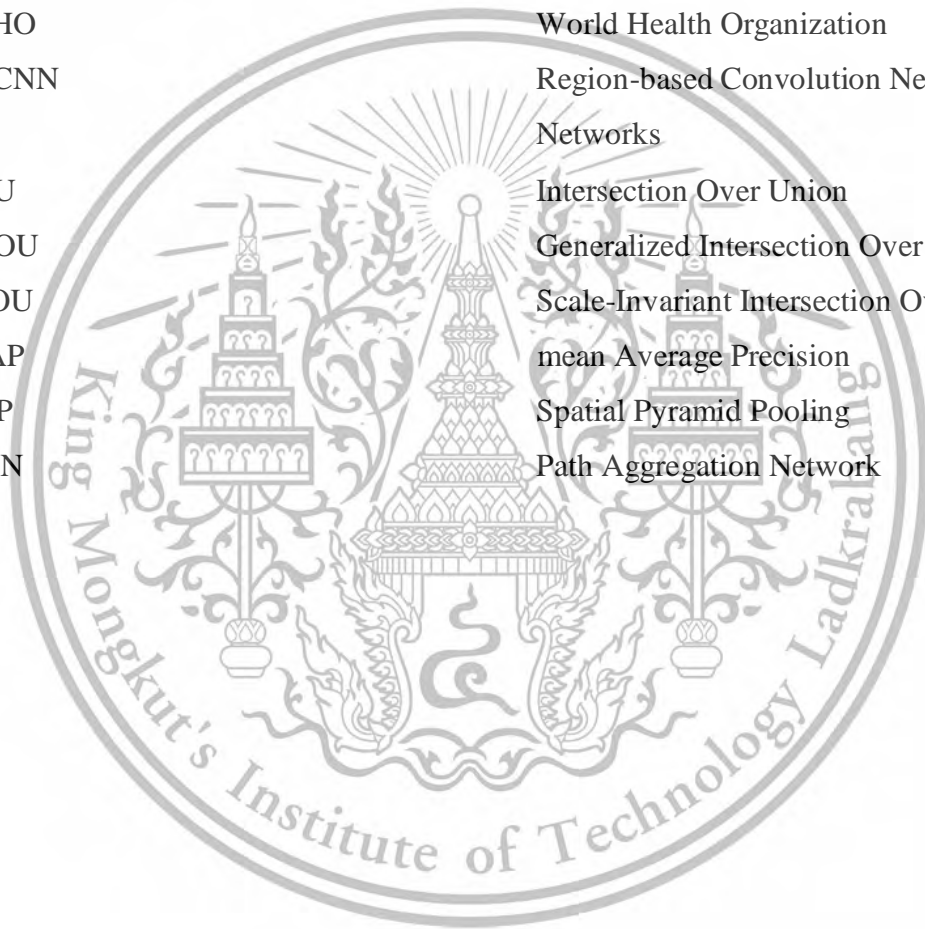 HO World Health Organization
CNN Region-based Convolution Ne
Networks
U Intersection Over Union
OU Generalized Intersection Over
OU Scale-Invariant Intersection O
AP mean Average Precision
P Spatial Pyramid Pooling
N Path Aggregation Network
King Mongkut's Institute of Technology Ladkrabang